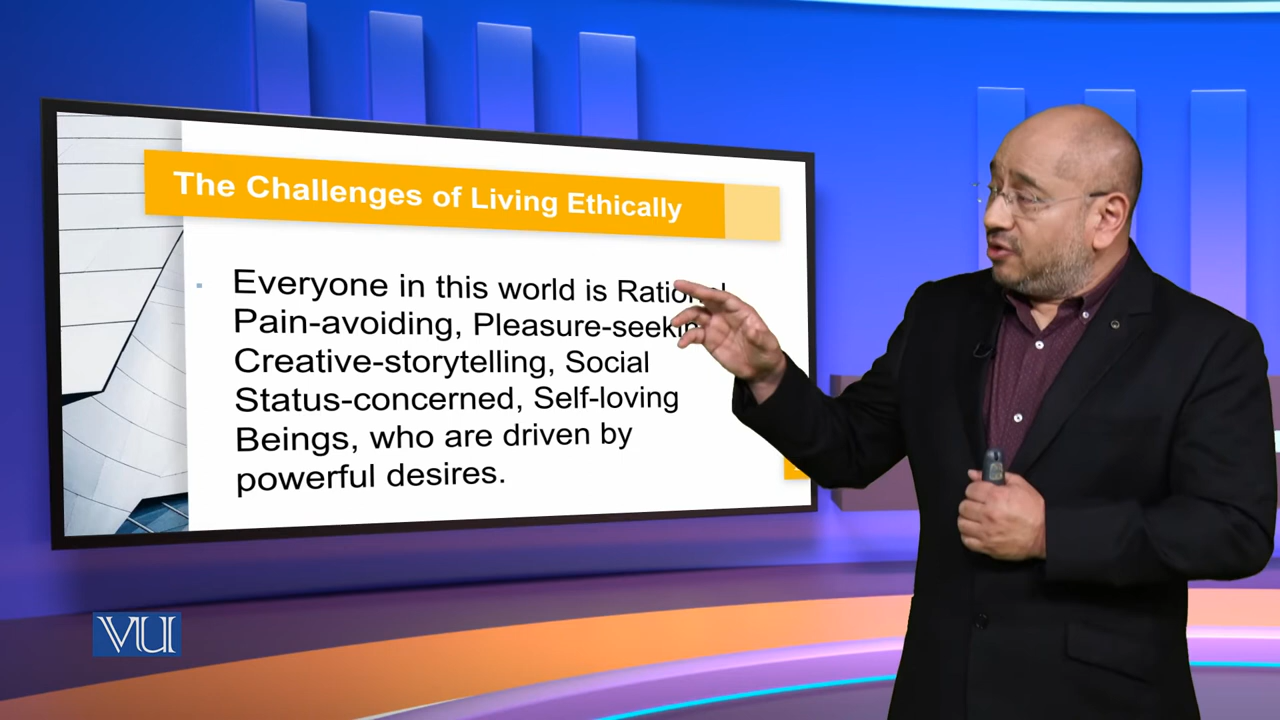 The Challenges of Living Ethically
Everyone in this world is
Pain-avoiding,
Creative-storytelling, Social
Status-concerned, Self-loving
Beings, who are driven by
powerful desires.
VU